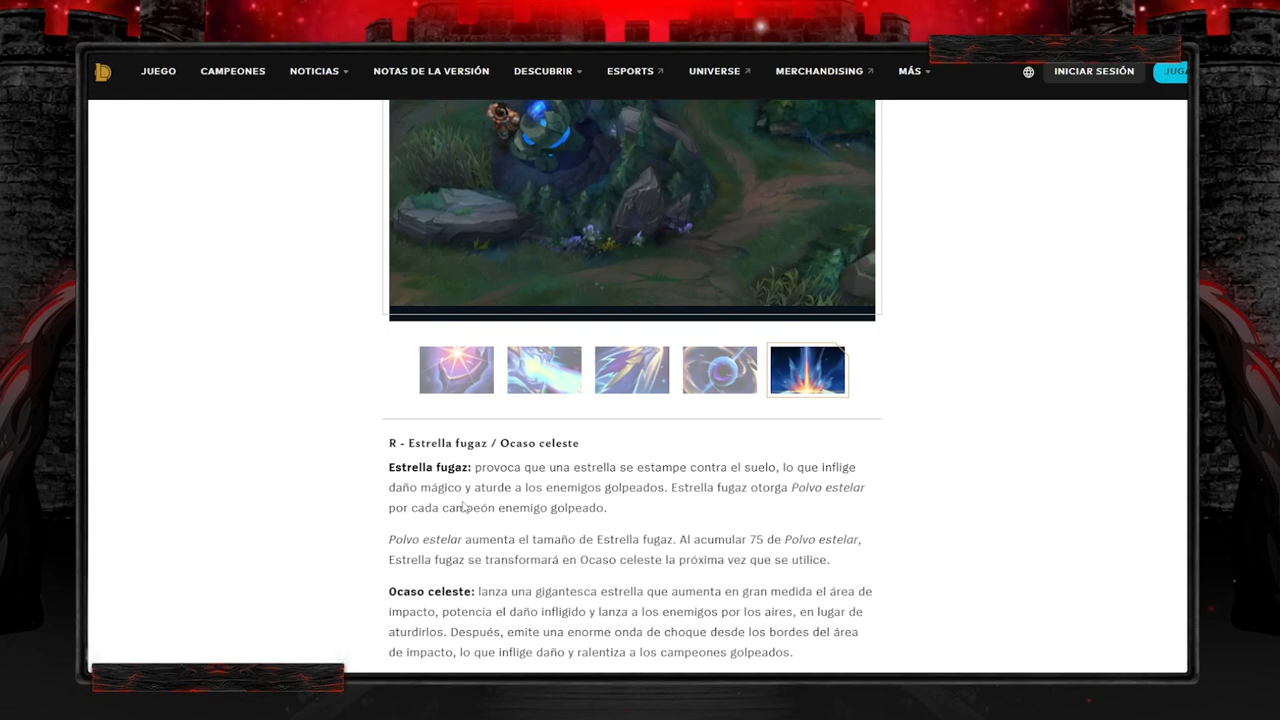 JUEGO CAMPEONES NOTICIAS NOTAS DE LA VERSIÓN DESCUBRIR ESPORTS UNIVERSE MERCHANDISING MÁS INICIAR SESIÓN
R - Estrella fugaz / Ocaso celeste
Estrella fugaz: provoca que una estrella se estampe contra el suelo, lo que inflige
daño mágico y aturde a los enemigos golpeados. Estrella fugaz otorga Polvo estelar
por cada campeón enemigo golpeado.
Polvo estelar aumenta el tamaño de Estrella fugaz. Al acumular 75 de Polvo estelar,
Estrella fugaz se transformará en Ocaso celeste la próxima vez que se utilice.
Ocaso celeste: lanza una gigantesca estrella que aumenta en gran medida el área de
impacto, potencia el daño infligido y lanza a los enemigos por los aires, en lugar de
aturdirlos. Después, emite una enorme onda de choque desde los bordes del área
de impacto, lo que inflige daño y ralentiza a los campeones golpeados.